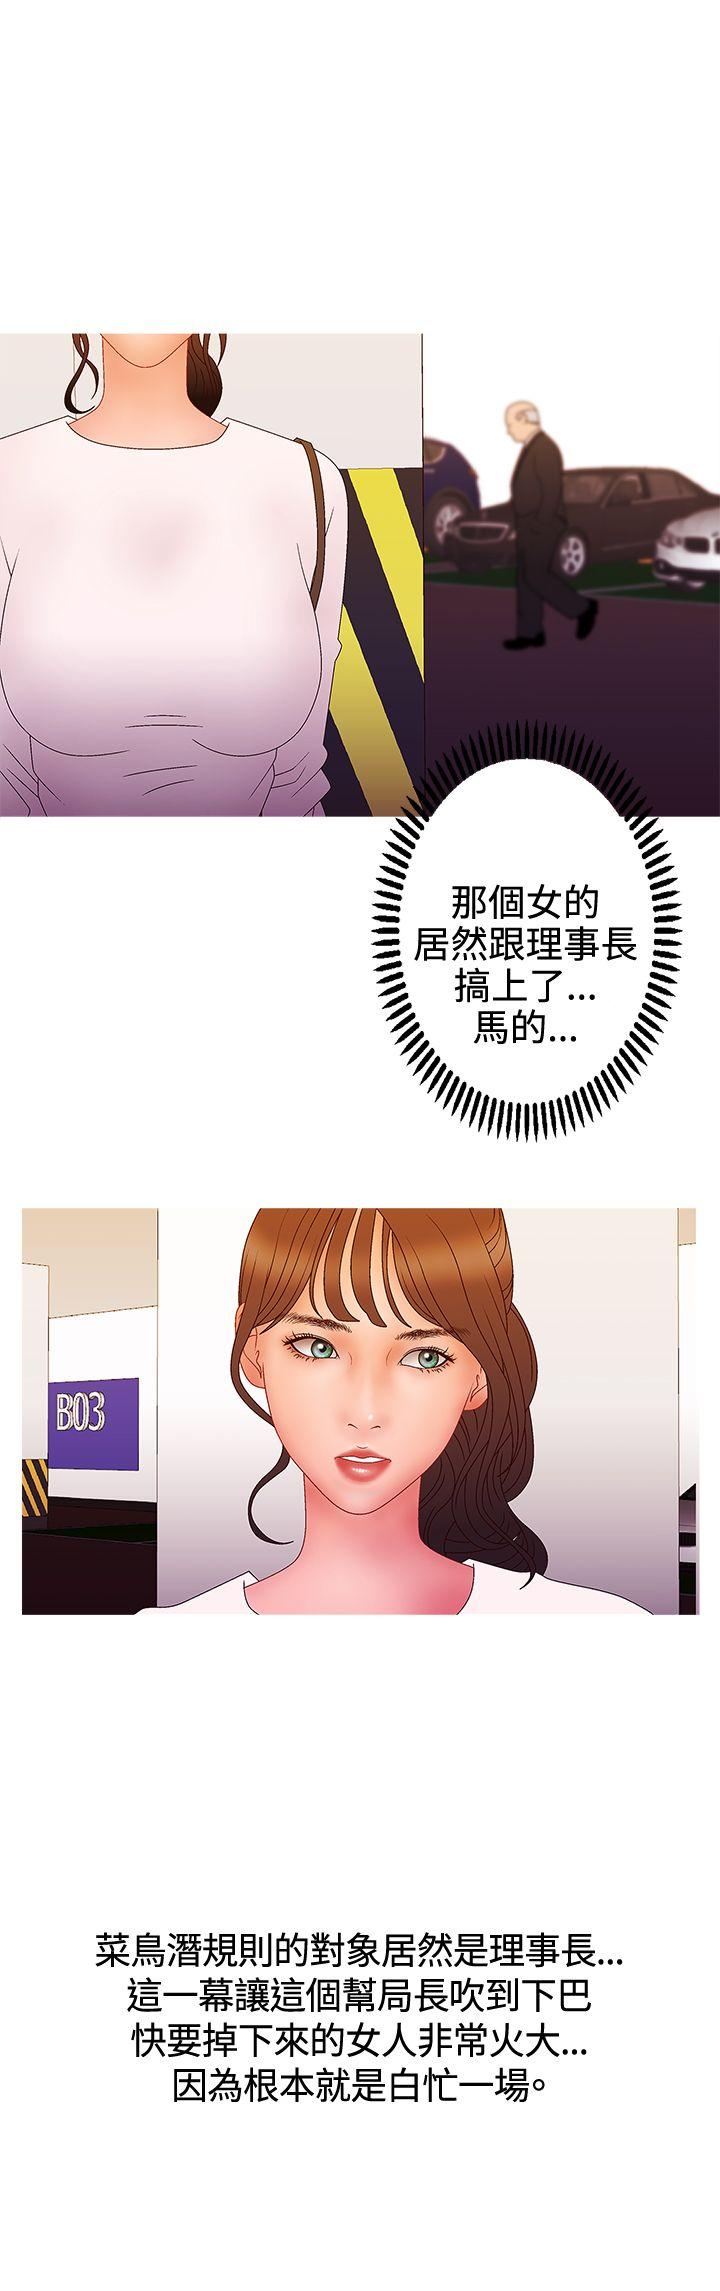 那個女的
居然跟理事長
搞上了...
馬的...
B03
菜鳥潛規則的對象居然是理事長...
這一幕讓這個幫局長吹到下巴
快要掉下來的女人非常火大...
因為根本就是白忙一場。